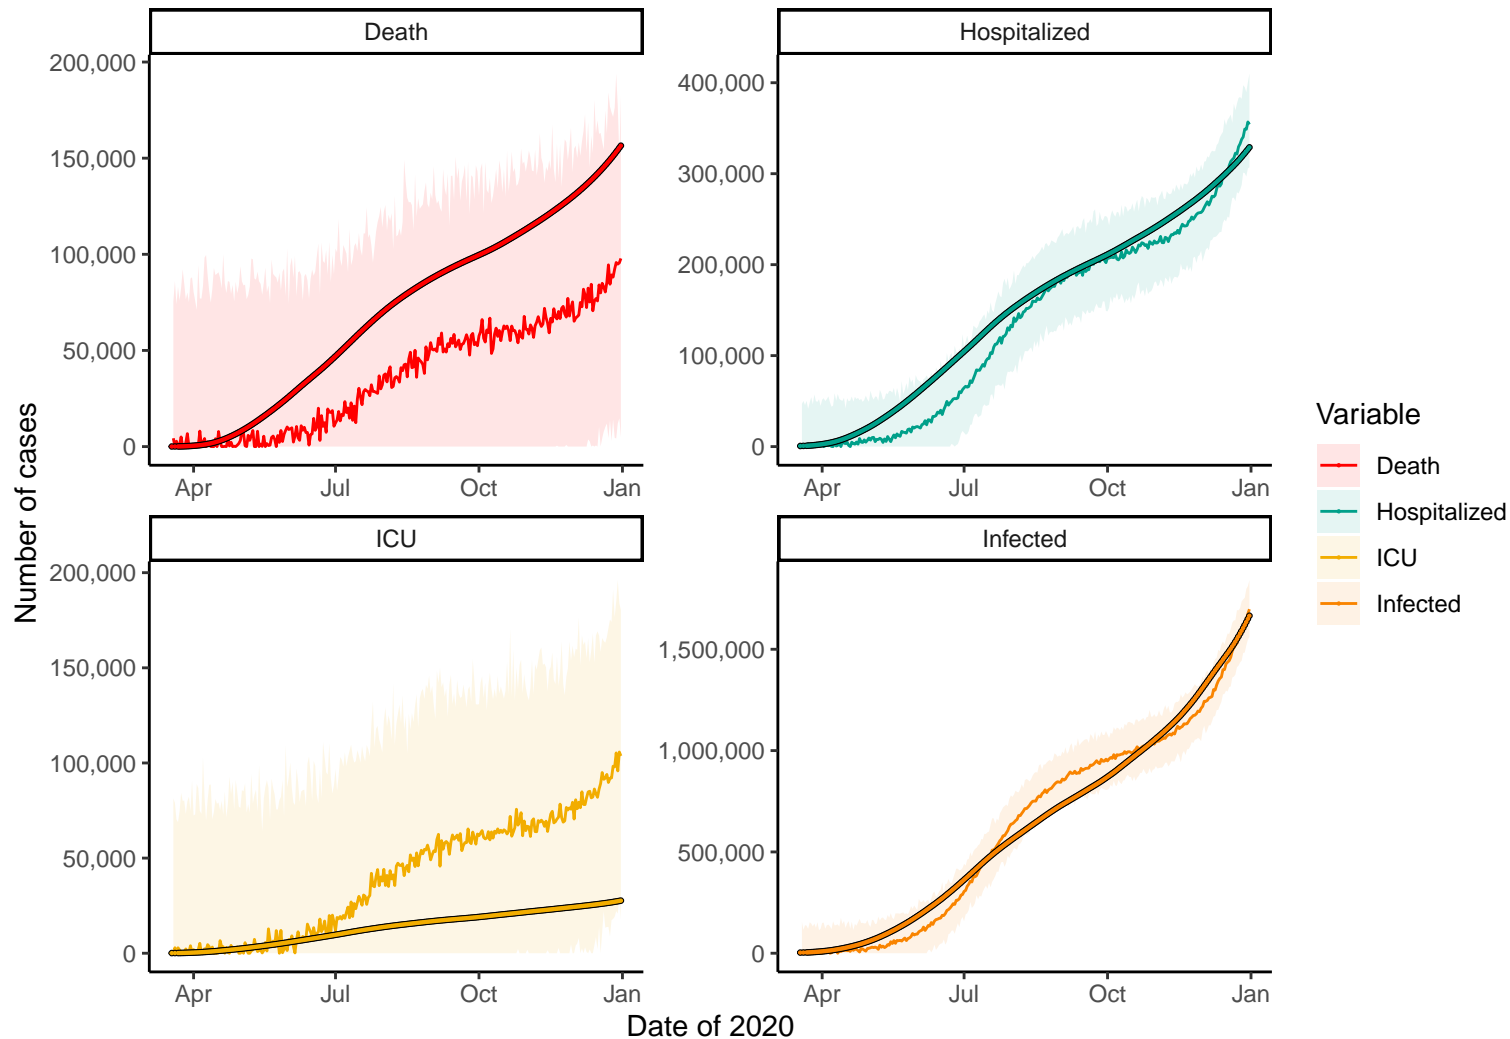 Death
Hospitalized
200,000
150,000
100,000
50,000
0
400,000
300,000
200,000
100,000
0
Apr Jul Oct Jan
Apr Jul Oct Jan
ICU
Infected
200,000
150,000
100,000
50,000
0
1,500,000
1,000,000
500,000
0
Apr Jul Oct Jan
Apr Jul Oct Jan
Number of cases
Date of 2020
Variable
Death
Hospitalized
ICU
Infected